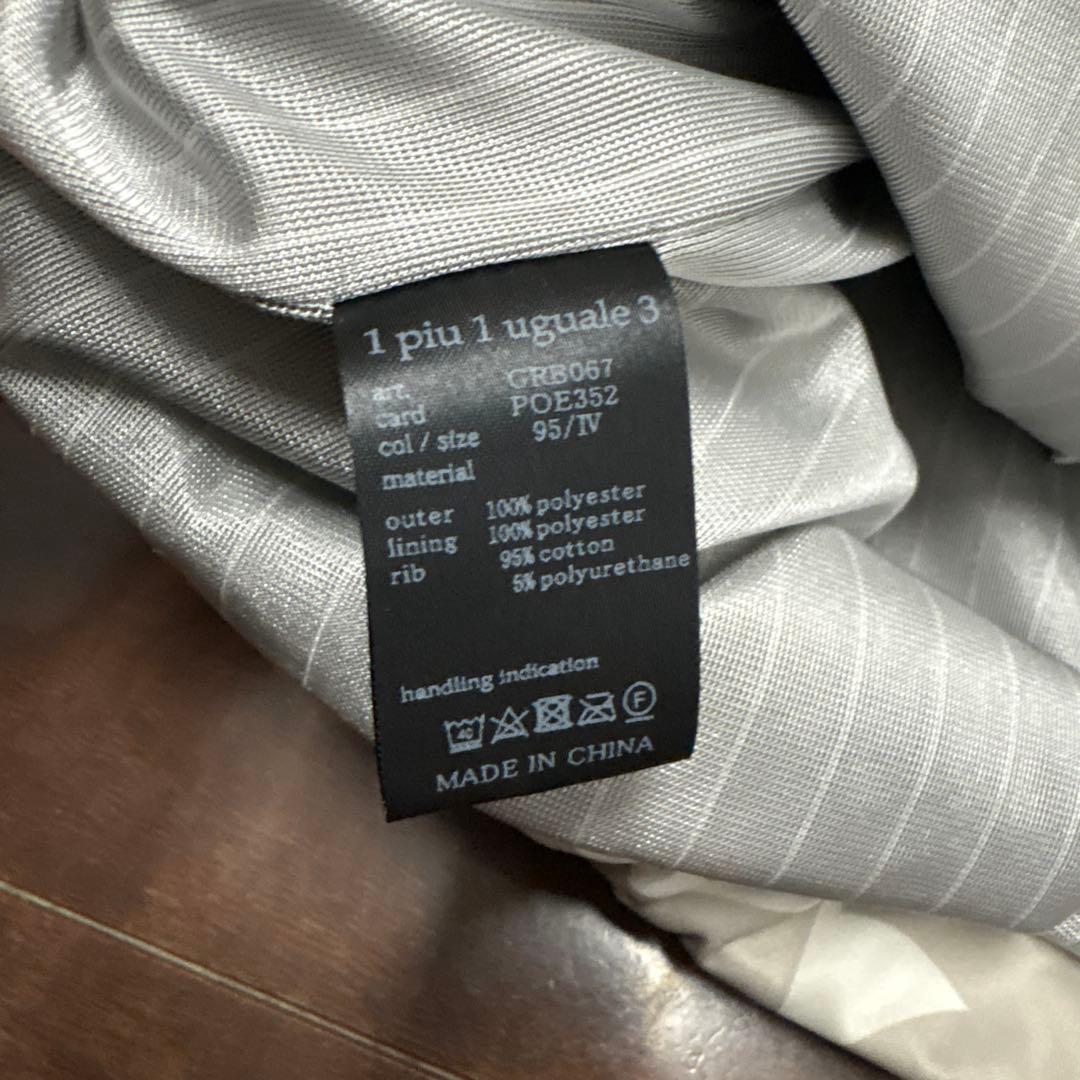 1 piu 1 uguale 3
art. GRB067
card POE352
col / size 95/IV
material
outer 100% polyester
lining 100% polyester
rib 95% cotton
5% polyurethane
handling indication
40 F
MADE IN CHINA